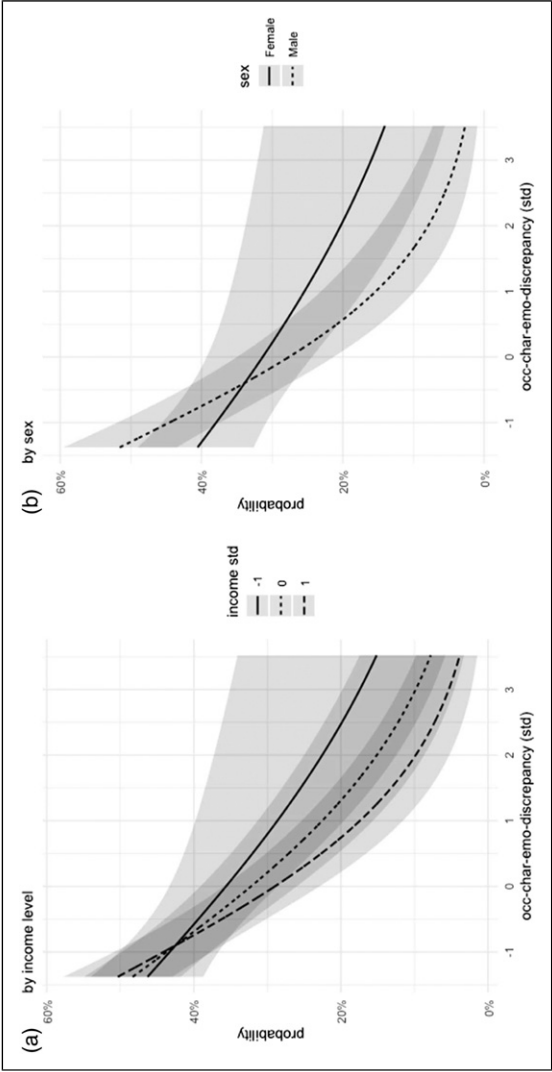 (a)
by income level
60%
40%
20%
0%
probability
-1
0
1
2
3
occ-char-emo-discrepancy (std)
income std
-1
0
1
(b)
by sex
60%
40%
20%
0%
probability
-1
0
1
2
3
occ-char-emo-discrepancy (std)
sex
Female
Male